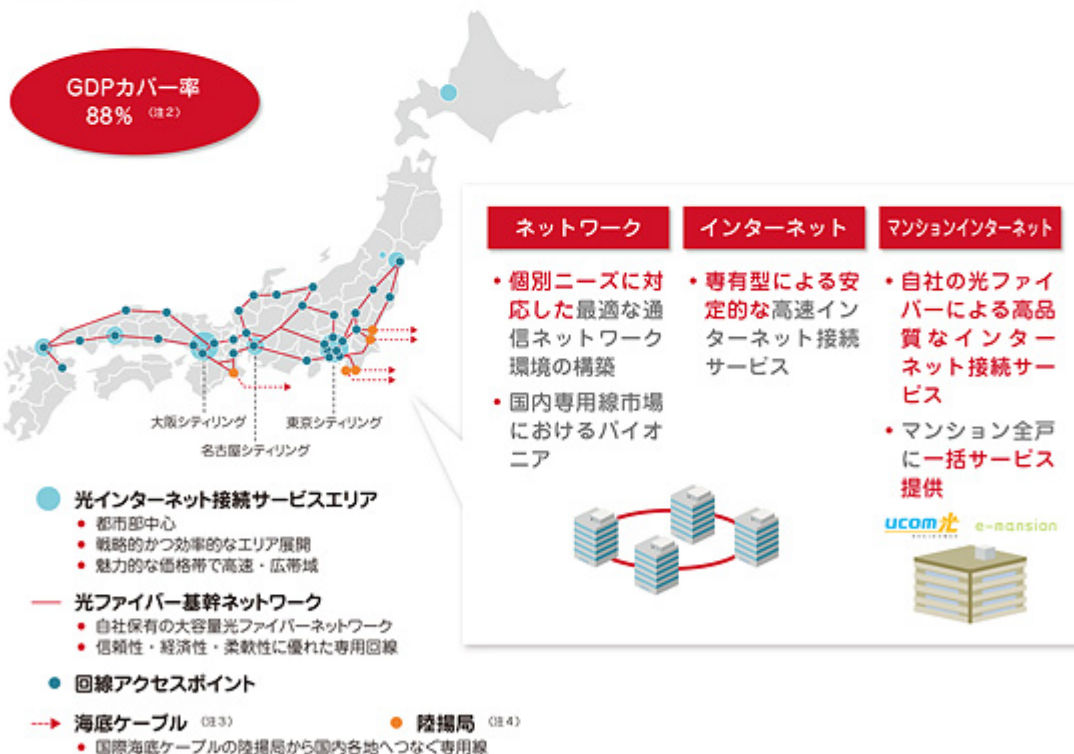 GDPカバー率
88% (注2)
大阪シティリング
名古屋シティリング
東京シティリング
光インターネット接続サービスエリア
• 都市部中心
• 戦略的かつ効率的なエリア展開
• 魅力的な価格帯で高速・広帯域
光ファイバー基幹ネットワーク
• 自社保有の大容量光ファイバーネットワーク
• 信頼性・経済性・柔軟性に優れた専用回線
回線アクセスポイント
海底ケーブル (注3)
陸揚局 (注4)
• 国際海底ケーブルの陸揚局から国内各地へつなぐ専用線
ネットワーク
• 個別ニーズに対
応した最適な通
信ネットワーク
環境の構築
• 国内専用線市場
におけるパイオ
ニア
インターネット
• 専有型による安
定的な高速イン
ターネット接続
サービス
マンションインターネット
• 自社の光ファイ
バーによる高品
質なインター
ネット接続サー
ビス
• マンション全戸
に一括サービス
提供
ucom光
e-mansion